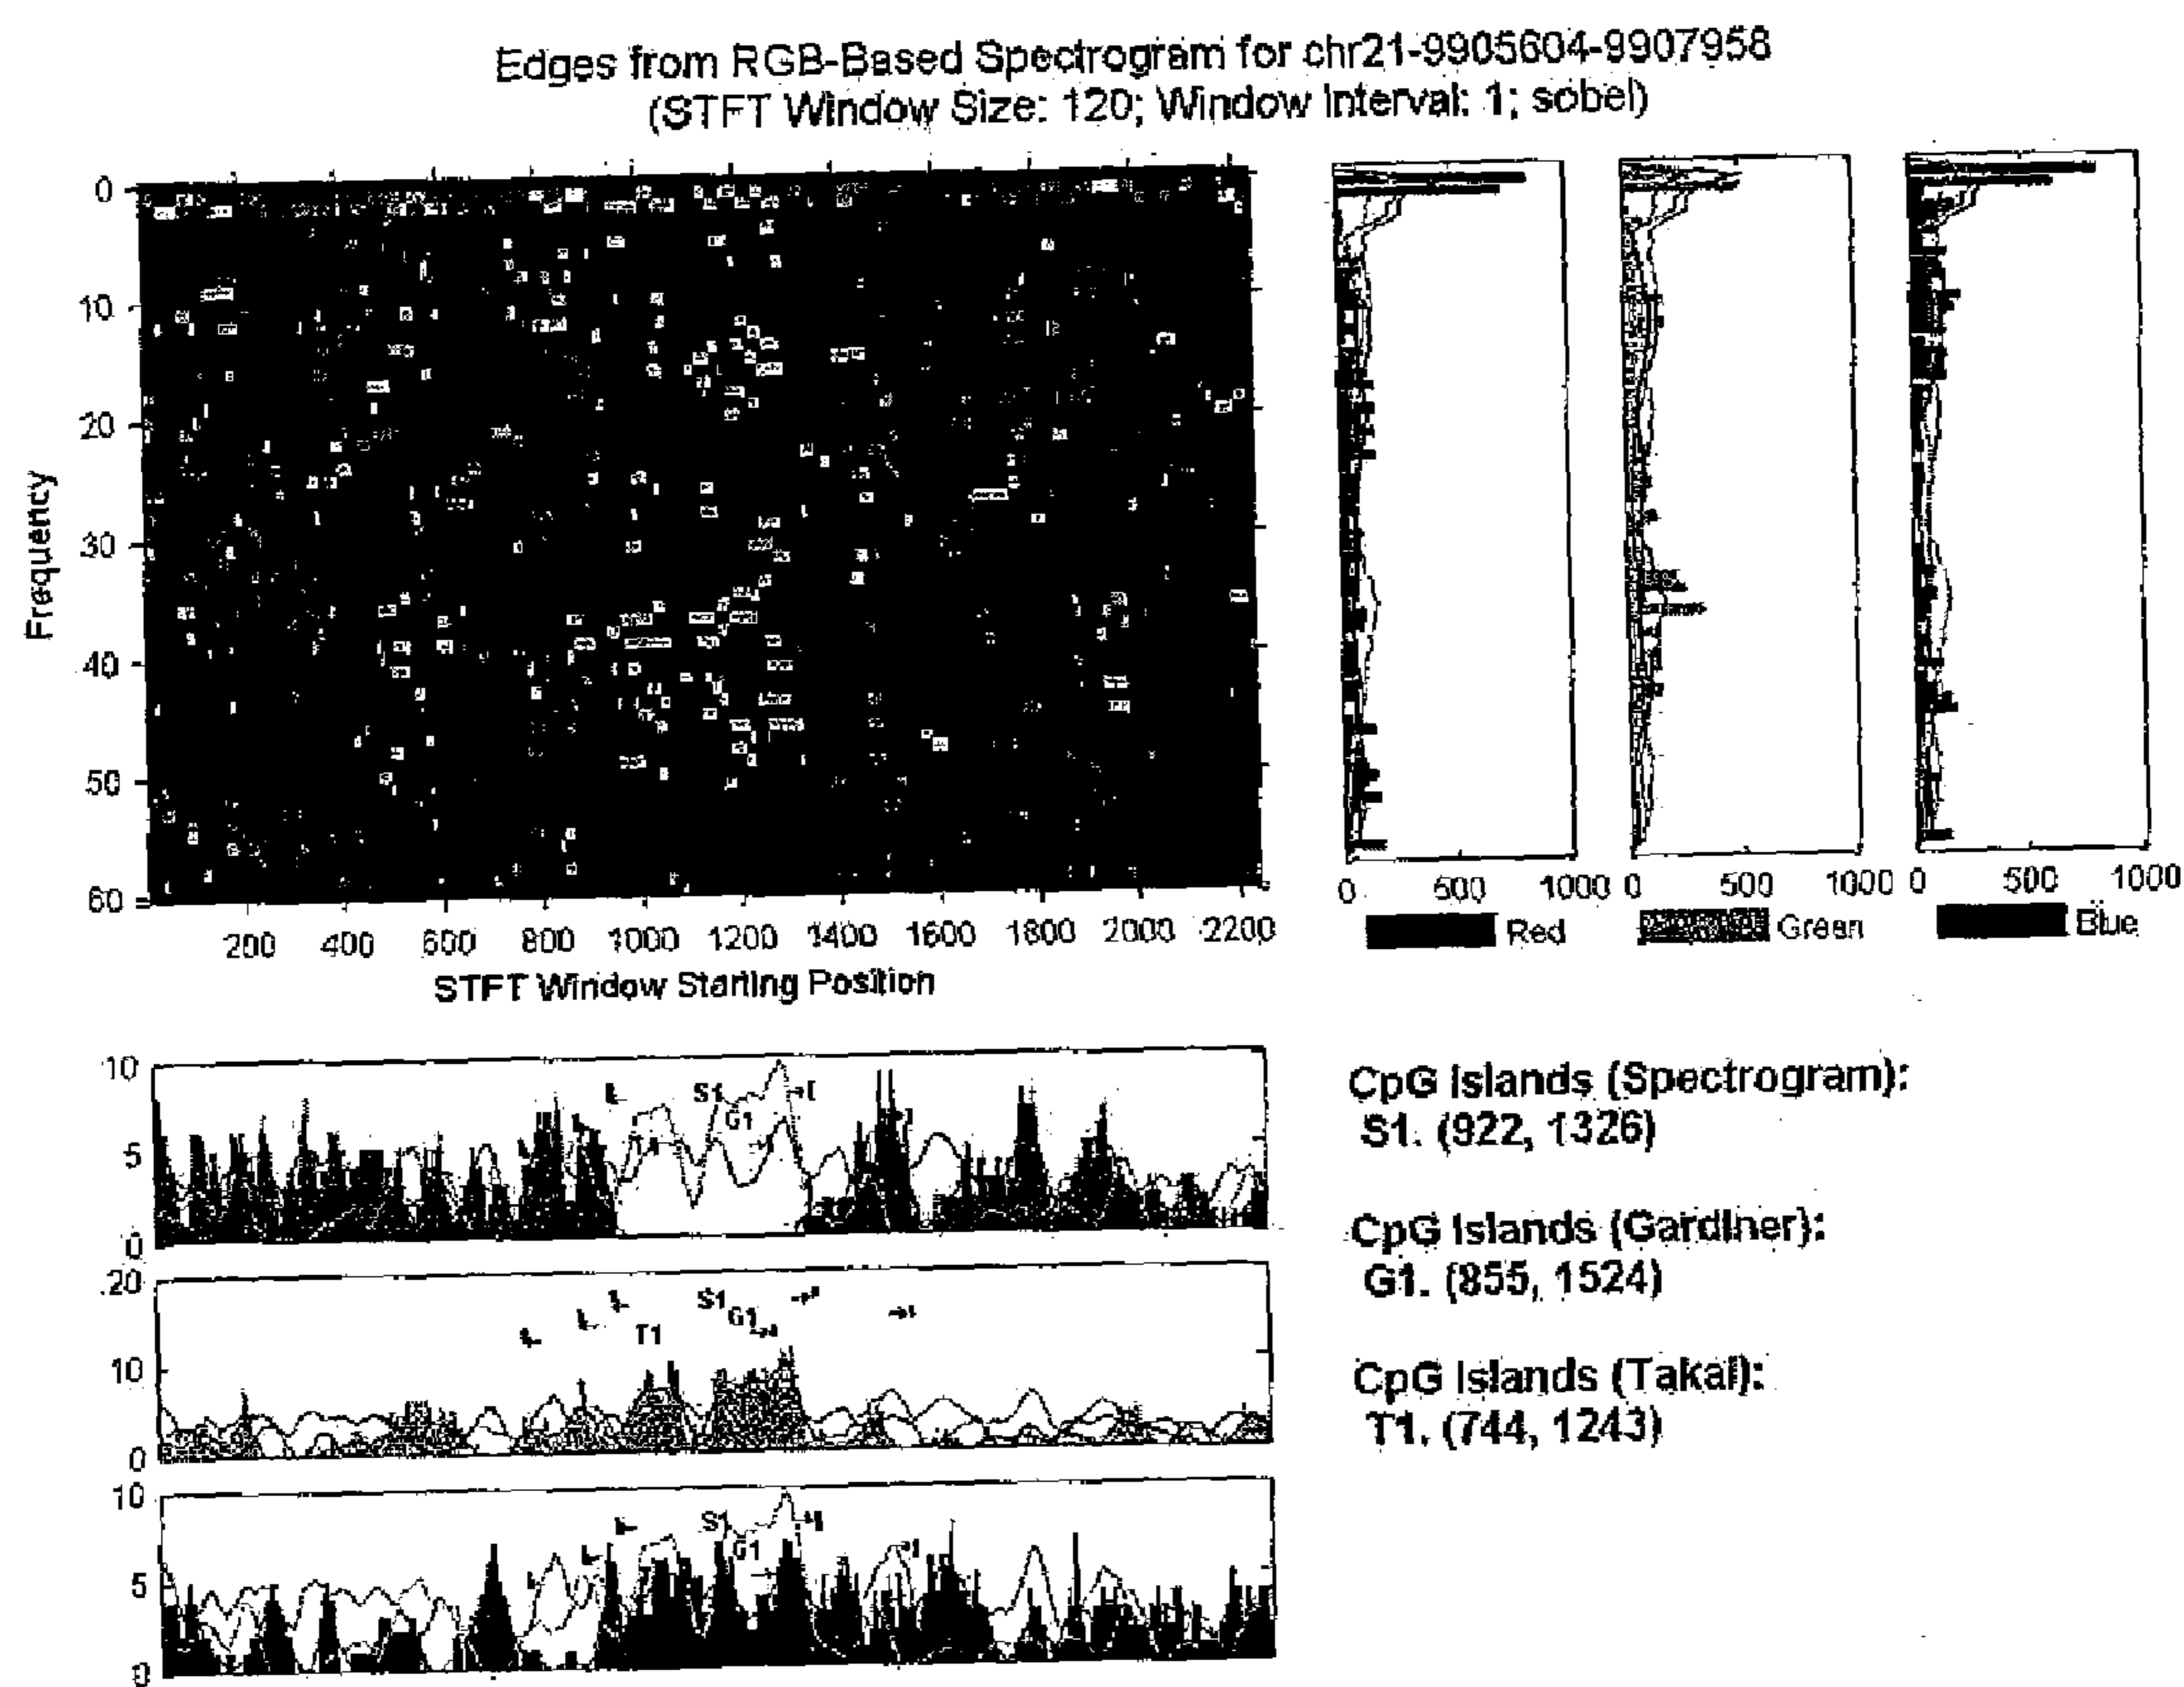 Edges from RGB-Based Spectrogram for chr21-9905604-9907958
(STFT Window Size: 120; Window Interval: 1; sobel)
0
10
20
30
40
50
60
Frequency
200 400 600 800 1000 1200 1400 1600 1800 2000 2200
STFT Window Starting Position
0 500 1000 0 500 1000 0 500 1000
Red Green Blue
10
5
0
S1
G1
20
10
0
S1
G1
T1
10
5
0
S1
G1
CpG Islands (Spectrogram):
S1. (922, 1326)
CpG Islands (Gardiner):
G1. (855, 1524)
CpG Islands (Takai):
T1. (744, 1243)